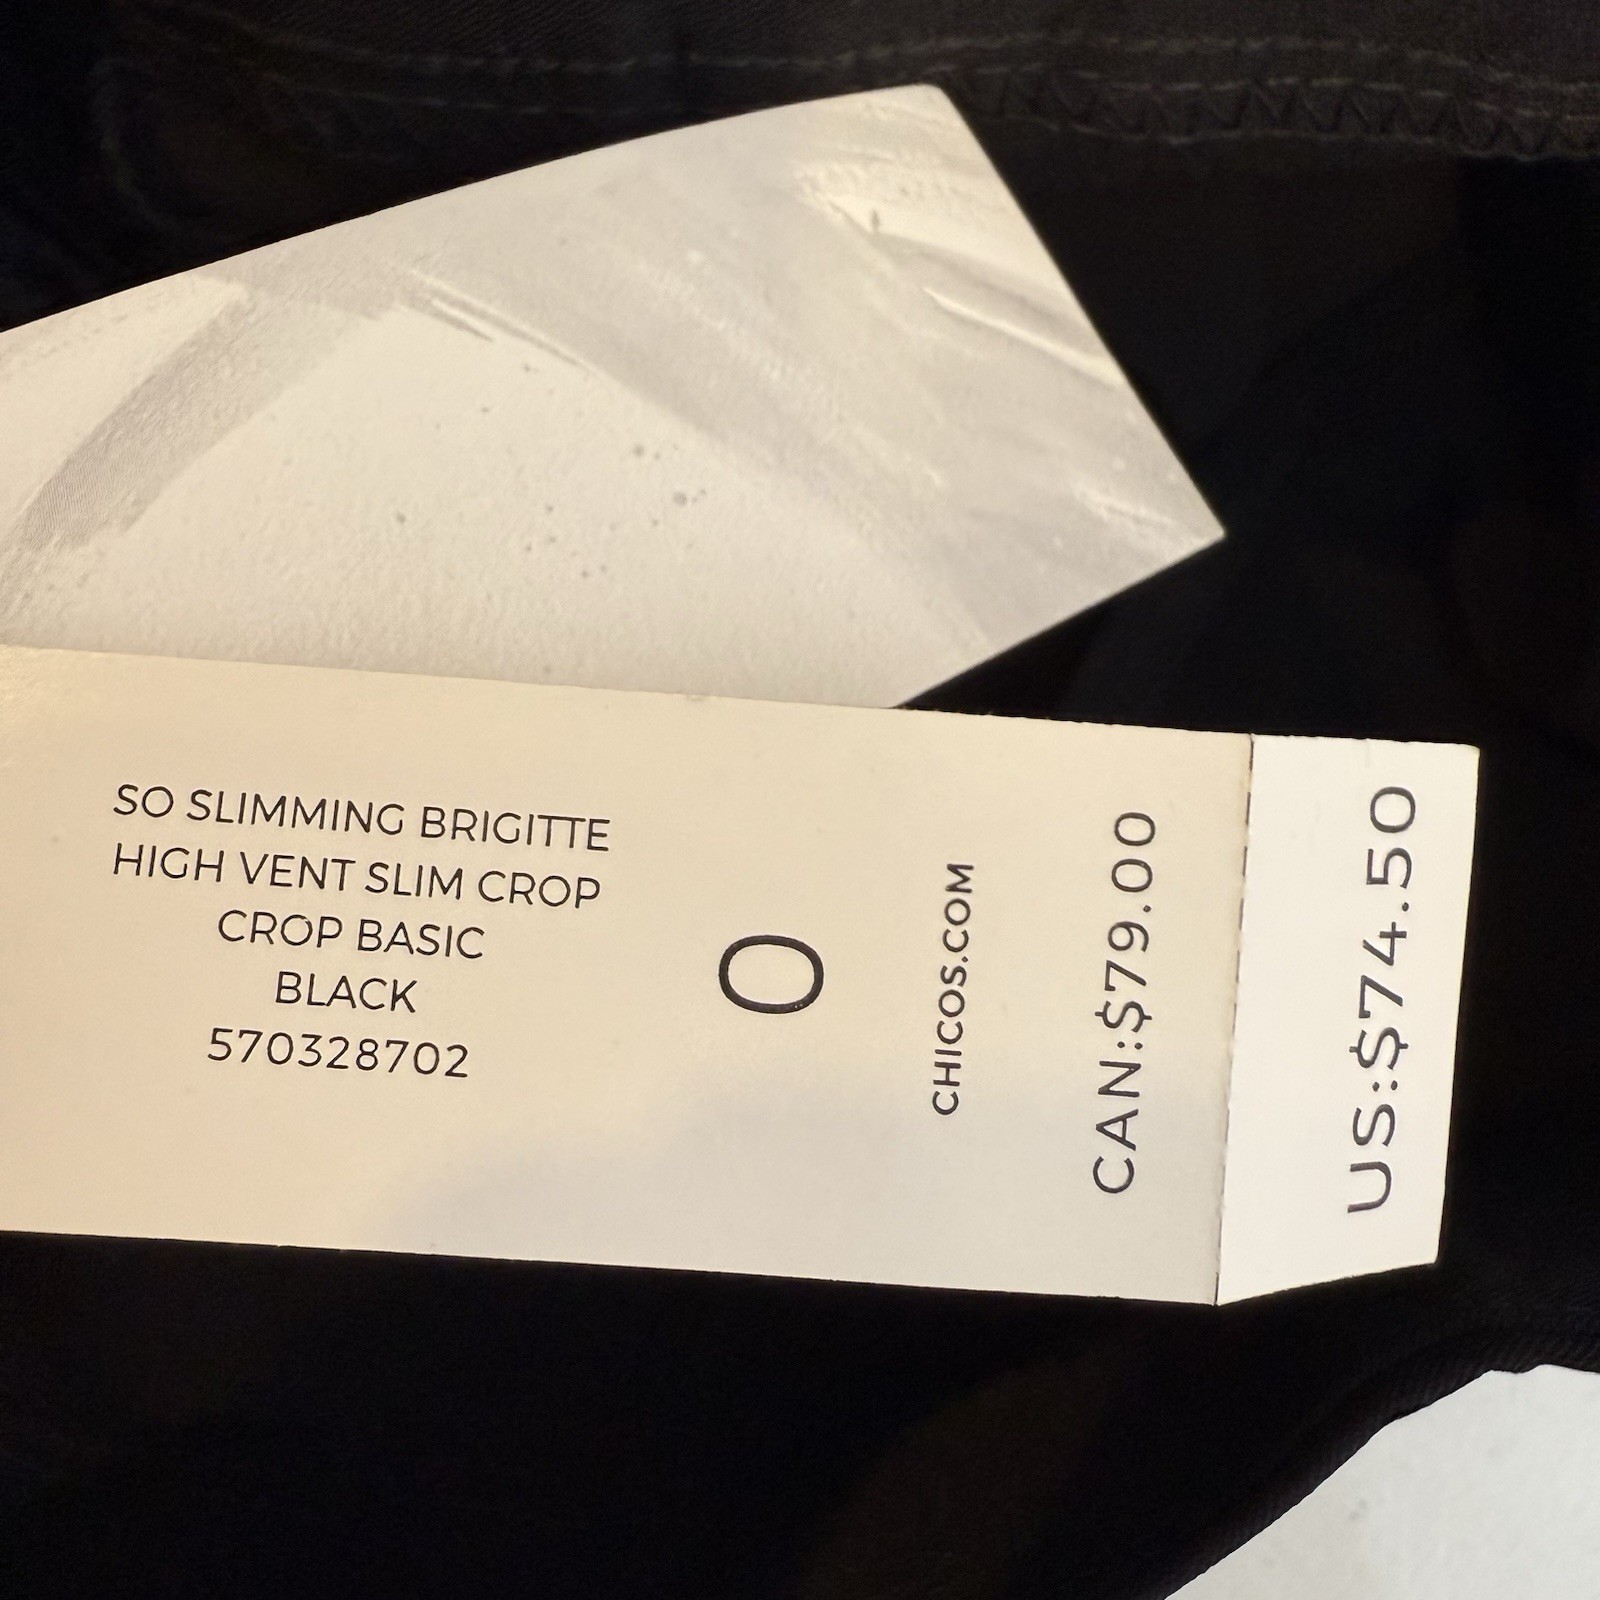 SO SLIMMING BRIGITTE
HIGH VENT SLIM CROP
CROP BASIC
BLACK
570328702
0
CHICOS.COM
CAN:$79.00
US:$74.50